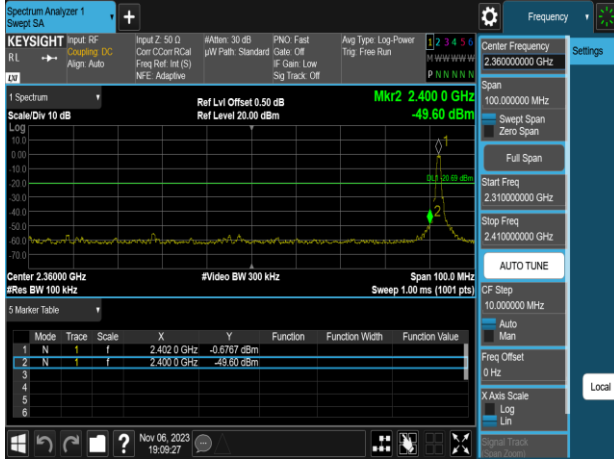 Spectrum Analyzer 1
Swept SA
+
Frequency
KEYSIGHT
RL
LXI
Input: RF
Coupling: DC
Align: Auto
Input Z: 50 Ω
Corr CCorr RCal
Freq Ref: Int (S)
NFE: Adaptive
#Atten: 30 dB
µW Path: Standard
PNO: Fast
Gate: Off
IF Gain: Low
Sig Track: Off
Avg Type: Log-Power
Trig: Free Run
1 2 3 4 5 6
M W W W W W
P N N N N N
1 Spectrum
Scale/Div 10 dB
Ref Lvl Offset 0.50 dB
Ref Level 20.00 dBm
Mkr2 2.400 0 GHz
-49.60 dBm
Log
10.0
0.00
-10.0
-20.0
-30.0
-40.0
-50.0
-60.0
-70.0
1
DL1 -20.69 dBm
2
Center 2.36000 GHz
#Video BW 300 kHz
Span 100.0 MHz
#Res BW 100 kHz
Sweep 1.00 ms (1001 pts)
5 Marker Table
Mode Trace Scale X Y Function Function Width Function Value
1 N 1 f 2.402 0 GHz -0.6767 dBm
2 N 1 f 2.400 0 GHz -49.60 dBm
3
4
5
6
Nov 06, 2023
19:09:27
?
Center Frequency
2.360000000 GHz
Span
100.000000 MHz
Swept Span
Zero Span
Full Span
Start Freq
2.310000000 GHz
Stop Freq
2.410000000 GHz
AUTO TUNE
CF Step
10.000000 MHz
Auto
Man
Freq Offset
0 Hz
X Axis Scale
Log
Lin
Signal Track
(Span Zoom)
Settings
Local